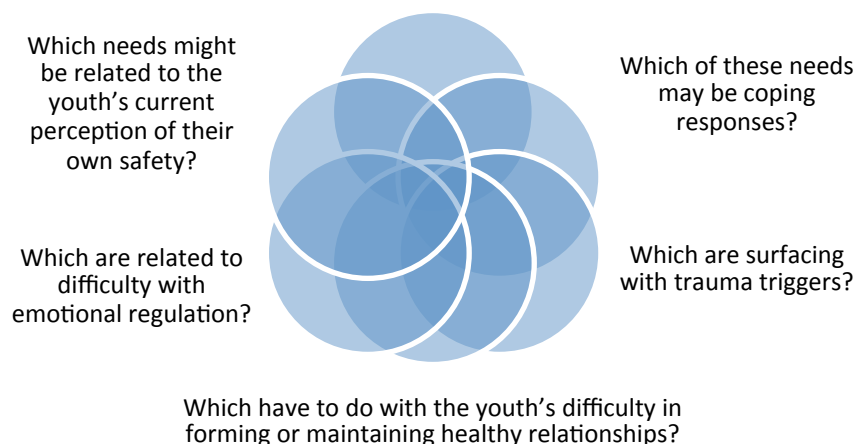 Which needs might
be related to the
youth’s current
perception of their
own safety?
Which of these needs
may be coping
responses?
Which are related to
difficulty with
emotional regulation?
Which are surfacing
with trauma triggers?
Which have to do with the youth’s difficulty in
forming or maintaining healthy relationships?